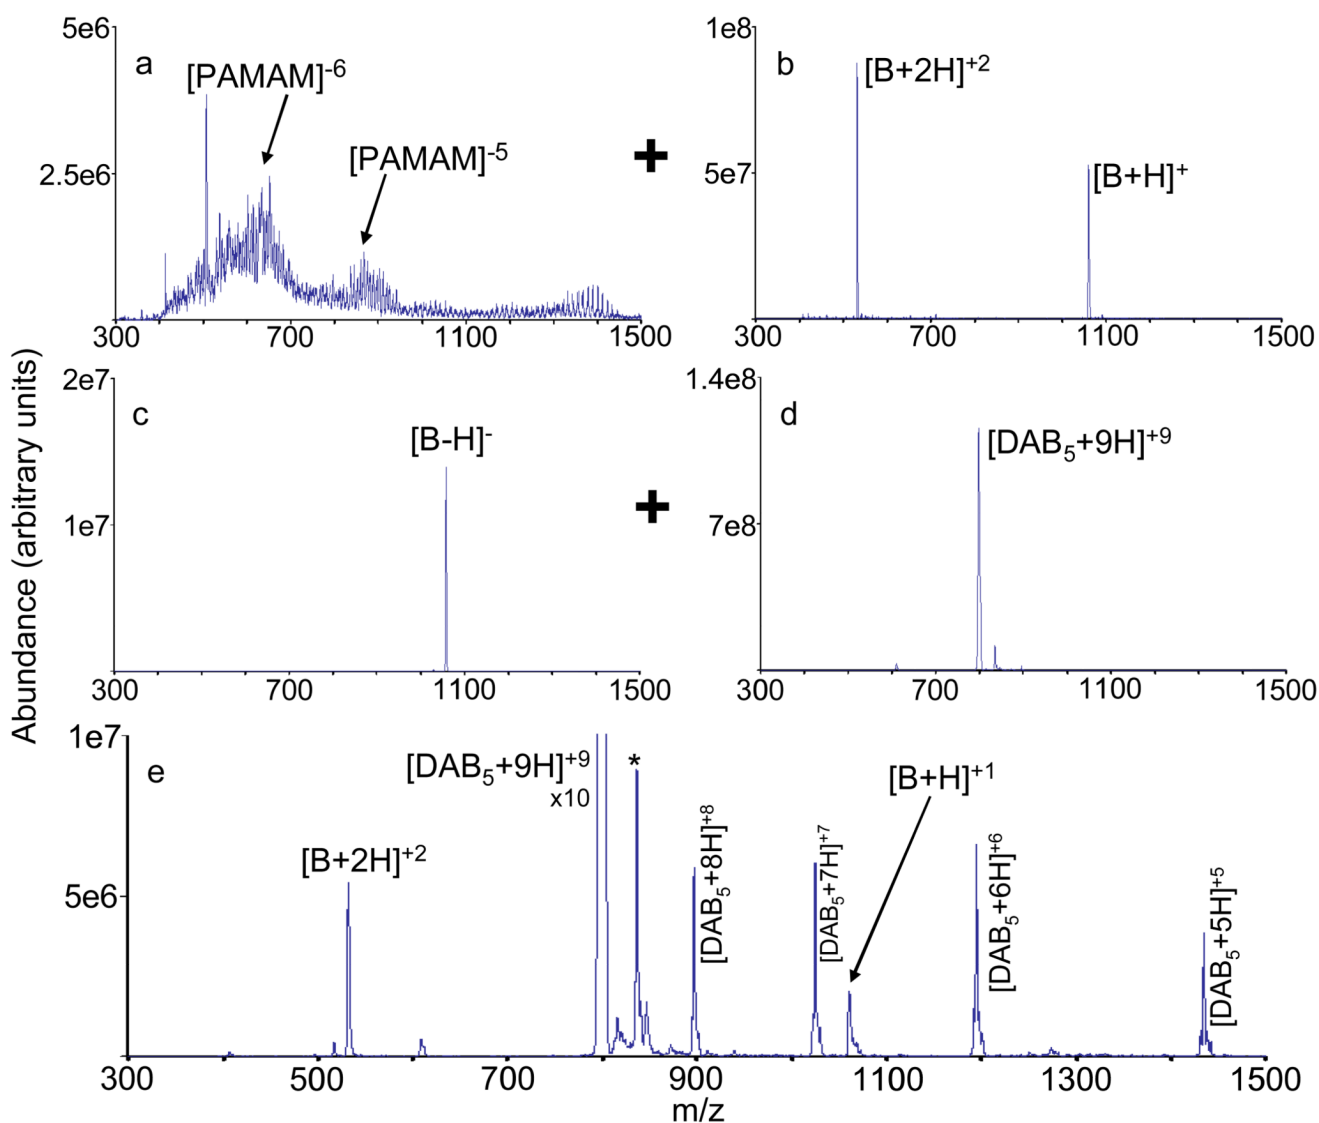 5e6
a
[PAMAM]-6
[PAMAM]-5
2.5e6
300 700 1100 1500
+
1e8
b
[B+2H]+2
5e7
[B+H]+
300 700 1100 1500
Abundance (arbitrary units)
2e7
c
[B-H]-
1e7
300 700 1100 1500
+
1.4e8
d
[DAB5+9H]+9
7e8
300 700 1100 1500
1e7
e
[DAB5+9H]+9
x10
*
[B+H]+1
[B+2H]+2
5e6
[DAB5+8H]+8
[DAB5+7H]+7
[DAB5+6H]+6
[DAB5+5H]+5
300 500 700 900 1100 1300 1500
m/z